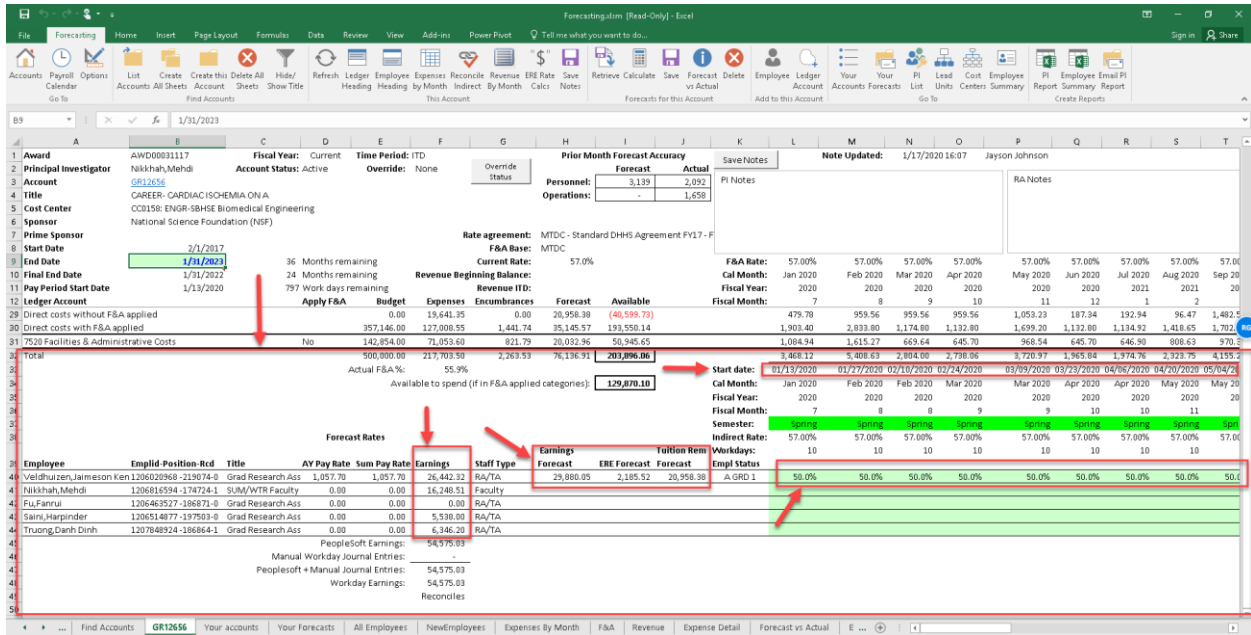 Forecasting.xlsm [Read-Only] - Excel
File Forecasting Home Insert Page Layout Formulas Data Review View Add-ins Power Pivot Tell me what you want to do... Sign in Share
Accounts Payroll Calendar Options List Accounts Create All Sheets Create this Account Delete All Sheets Hide/ Show Title Refresh Ledger Heading Employee Heading Expenses by Month Reconcile Indirect Revenue By Month ERE Rate Calcs Save Notes Retrieve Calculate Save Forecast vs Actual Delete Employee Ledger Account Your Accounts Your Forecasts PI List Lead Units Cost Centers Employee Summary PI Report Employee Summary Email PI Report
Go To Find Accounts This Account Forecasts for this Account Add to this Account Go To Create Reports
B9 fx 1/31/2023
A B C D E F G H I J K L M N O P Q R S T
1 Award AWD00031117 Fiscal Year: Current Time Period: ITD Override Status Prior Month Forecast Accuracy Save Notes Note Updated: 1/17/2020 16:07 Jayson Johnson
2 Principal Investigator Nikkhah,Mehdi Account Status: Active Override: None Forecast Actual
3 Account GR12656 Personnel: 3,139 2,092 PI Notes RA Notes
4 Title CAREER- CARDIAC ISCHEMIA ON A Operations: - 1,658
5 Cost Center CC0158: ENGR-SBHSE Biomedical Engineering
6 Sponsor National Science Foundation (NSF)
7 Prime Sponsor Rate agreement: MTDC - Standard DHHS Agreement FY17 - F
8 Start Date 2/1/2017 F&A Base: MTDC
9 End Date 1/31/2023 36 Months remaining Current Rate: 57.0% F&A Rate: 57.00% 57.00% 57.00% 57.00% 57.00% 57.00% 57.00% 57.00% 57.00
10 Final End Date 1/31/2022 24 Months remaining Revenue Beginning Balance: Cal Month: Jan 2020 Feb 2020 Mar 2020 Apr 2020 May 2020 Jun 2020 Jul 2020 Aug 2020 Sep 20
11 Pay Period Start Date 1/13/2020 797 Work days remaining Revenue ITD: Fiscal Year: 2020 2020 2020 2020 2020 2020 2021 2021 20
12 Ledger Account Apply F&A Budget Expenses Encumbrances Forecast Available Fiscal Month: 7 8 9 10 11 12 1 2
29 Direct costs without F&A applied 0.00 19,641.35 0.00 20,958.38 (40,599.73) 479.78 959.56 959.56 959.56 1,053.23 187.34 192.94 96.47 1,482.5
30 Direct costs with F&A applied 357,146.00 127,008.55 1,441.74 35,145.57 193,550.14 1,903.40 2,833.80 1,174.80 1,132.80 1,699.20 1,132.80 1,134.92 1,418.65 1,702.
31 7520 Facilities & Administrative Costs No 142,854.00 71,053.60 821.79 20,032.96 50,945.65 1,084.94 1,615.27 669.64 645.70 968.54 645.70 646.90 808.63 970.3
32 Total 500,000.00 217,703.50 2,263.53 76,136.91 203,896.06 3,468.12 5,408.63 2,804.00 2,738.06 3,720.97 1,965.84 1,974.76 2,323.75 4,155.2
Actual F&A %: 55.9% Start date: 01/13/2020 01/27/2020 02/10/2020 02/24/2020 03/09/2020 03/23/2020 04/06/2020 04/20/2020 05/04/20
Available to spend (if in F&A applied categories): 129,870.10 Cal Month: Jan 2020 Feb 2020 Feb 2020 Mar 2020 Mar 2020 Apr 2020 Apr 2020 May 2020 May 20
Fiscal Year: 2020 2020 2020 2020 2020 2020 2020 2020 20
Fiscal Month: 7 8 8 9 9 10 10 11
Semester: Spring Spring Spring Spring Spring Spring Spring Spring Spri
Forecast Rates Indirect Rate: 57.00% 57.00% 57.00% 57.00% 57.00% 57.00% 57.00% 57.00% 57.00
Earnings Tuition Rem Workdays: 10 10 10 10 10 10 10 10
Employee Emplid-Position-Rcd Title AY Pay Rate Sum Pay Rate Earnings Staff Type Forecast ERE Forecast Forecast Empl Status
Veldhuizen,Jaimeson Ken 1206020968 -219074-0 Grad Research Ass 1,057.70 1,057.70 26,442.32 RA/TA 29,880.05 2,185.52 20,958.38 A GRD 1 50.0% 50.0% 50.0% 50.0% 50.0% 50.0% 50.0% 50.0% 50.0
Nikkhah,Mehdi 1206816594 -174724-1 SUM/WTR Faculty 0.00 0.00 16,248.51 Faculty
Fu,Fanrui 1206463527 -186871-0 Grad Research Ass 0.00 0.00 0.00 RA/TA
Saini,Harpinder 1206514877 -197503-0 Grad Research Ass 0.00 0.00 5,538.00 RA/TA
Truong,Danh Dinh 1207848924 -186864-1 Grad Research Ass 0.00 0.00 6,346.20 RA/TA
PeopleSoft Earnings: 54,575.03
Manual Workday Journal Entries: -
Peoplesoft + Manual Journal Entries: 54,575.03
Workday Earnings: 54,575.03
Reconciles
... Find Accounts GR12656 Your accounts Your Forecasts All Employees NewEmployees Expenses By Month F&A Revenue Expense Detail Forecast vs Actual E ...